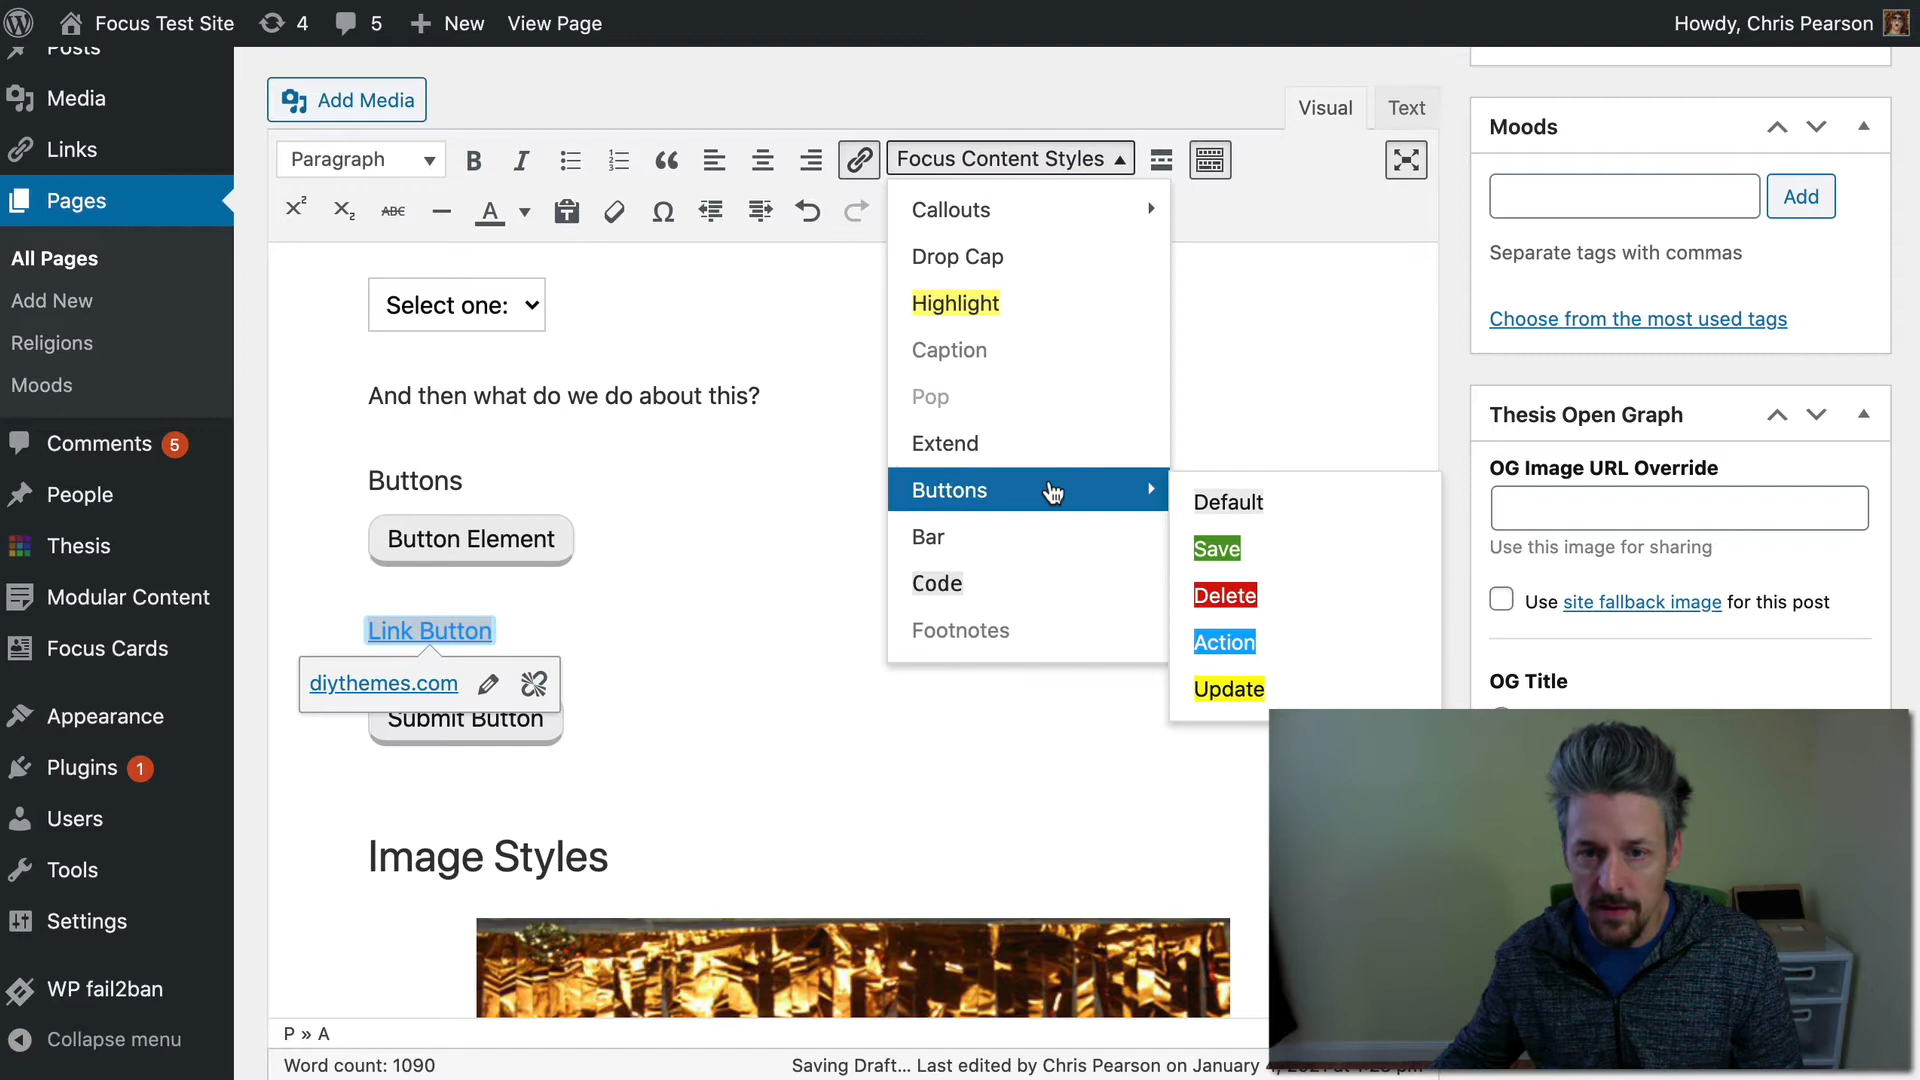 Focus Test Site
4
5
New
View Page
Howdy, Chris Pearson
Posts
Media
Links
Pages
All Pages
Add New
Religions
Moods
Comments 5
People
Thesis
Modular Content
Focus Cards
Appearance
Plugins 1
Users
Tools
Settings
WP fail2ban
Collapse menu
Add Media
Visual
Text
Paragraph
B
I
Focus Content Styles
X²
X₂
ABC
A
Ω
Callouts
Drop Cap
Highlight
Caption
Pop
Extend
Buttons
Bar
Code
Footnotes
Default
Save
Delete
Action
Update
Select one:
And then what do we do about this?
Buttons
Button Element
Link Button
diythemes.com
Submit Button
Image Styles
P » A
Word count: 1090
Saving Draft... Last edited by Chris Pearson on January
Moods
Add
Separate tags with commas
Choose from the most used tags
Thesis Open Graph
OG Image URL Override
Use this image for sharing
Use site fallback image for this post
OG Title